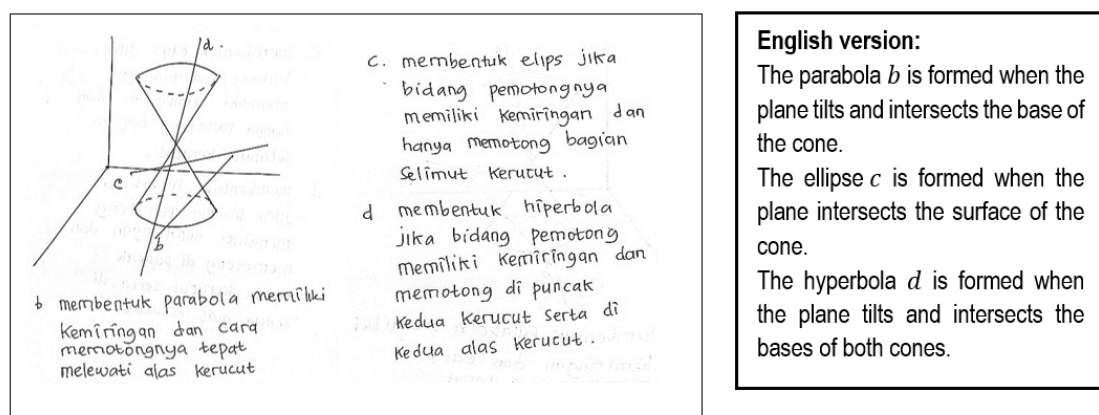 d.
c
b
b membentuk parabola memiliki
kemiringan dan cara
memotongnya tepat
melewati alas kerucut
c. membentuk elips jika
bidang pemotongnya
memiliki kemiringan dan
hanya memotong bagian
selimut kerucut.
d membentuk hiperbola
jika bidang pemotong
memiliki kemiringan dan
memotong di puncak
kedua kerucut serta di
kedua alas kerucut.
English version:
The parabola b is formed when the
plane tilts and intersects the base of
the cone.
The ellipse c is formed when the
plane intersects the surface of the
cone.
The hyperbola d is formed when
the plane tilts and intersects the
bases of both cones.